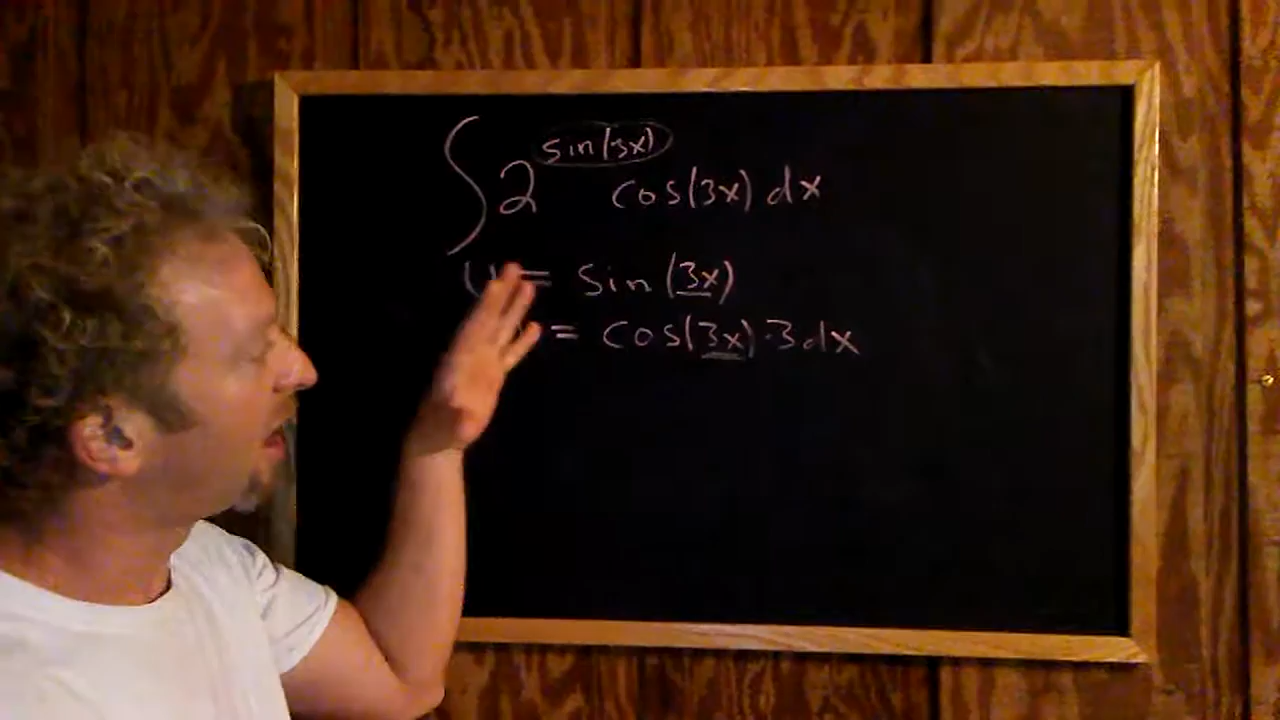 ∫ 2^sin(3x) cos(3x) dx
u = sin(3x)
= cos(3x)·3dx